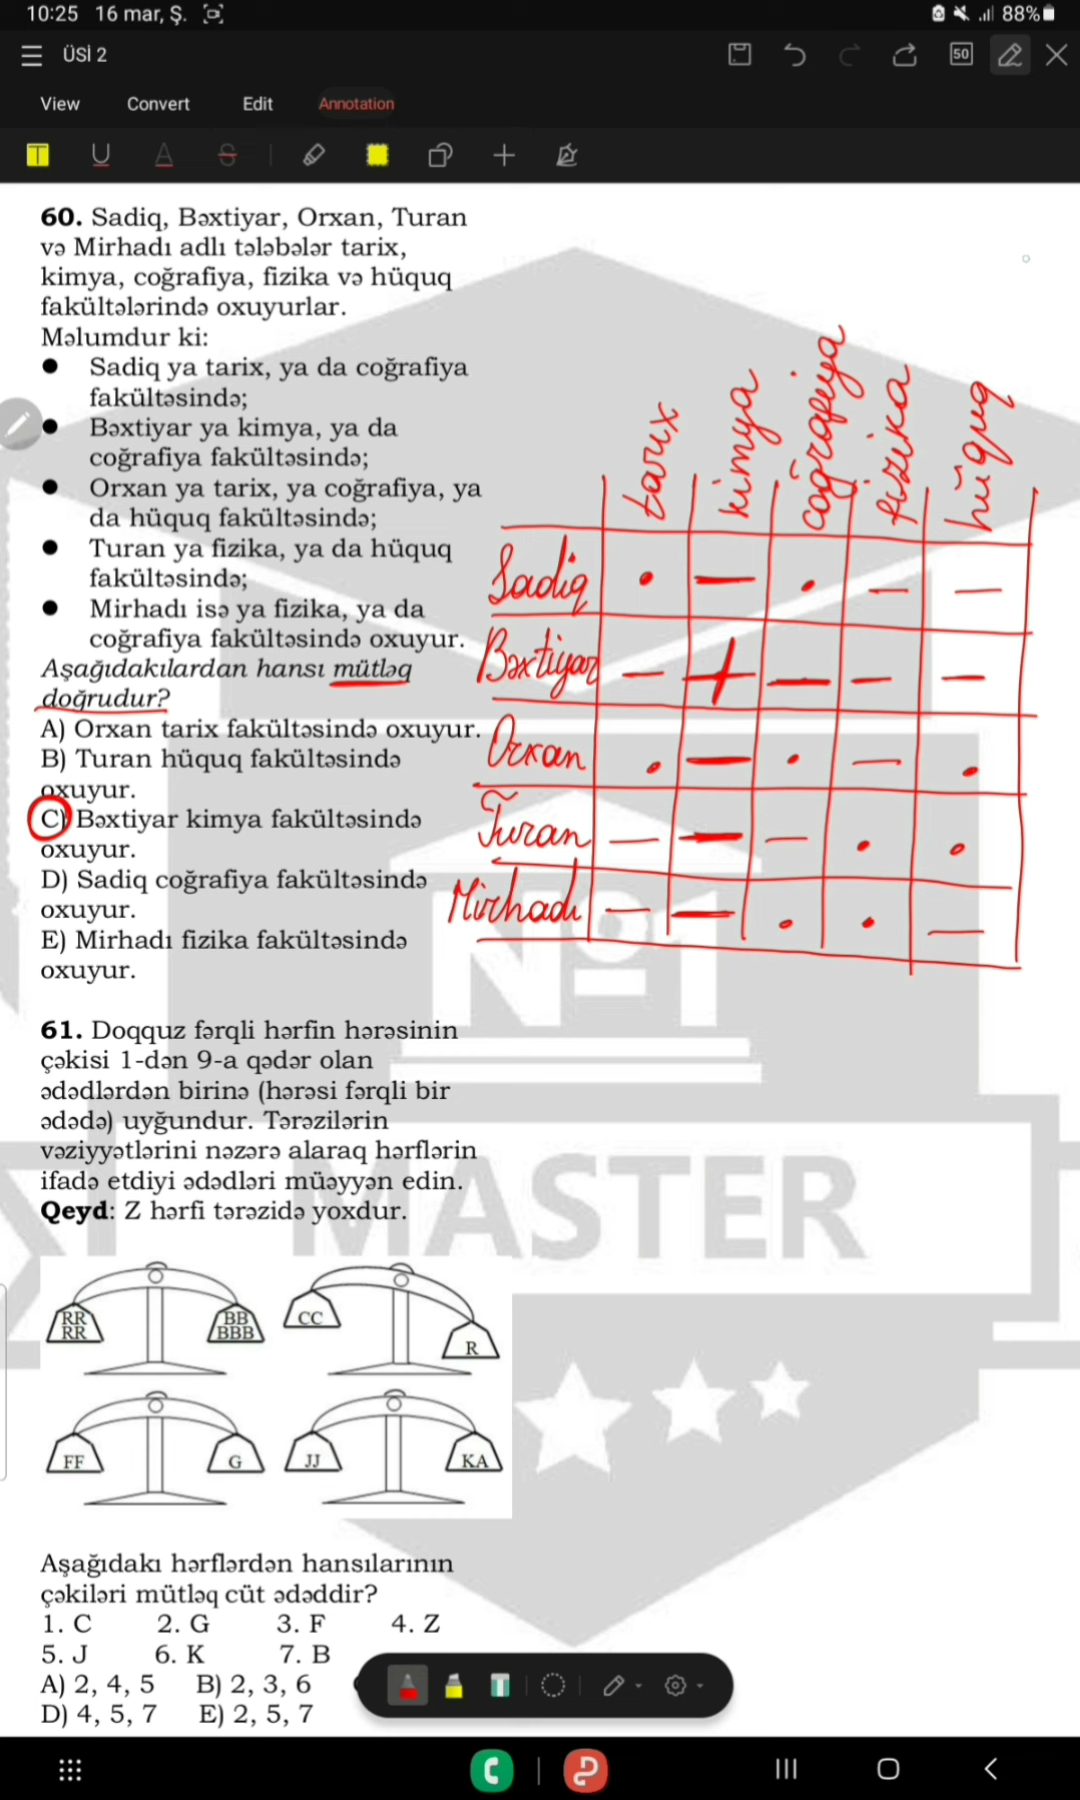 10:25 16 mar, Ş. 88%
ÜSİ 2 50
View Convert Edit Annotation
T U A S
60. Sadiq, Bəxtiyar, Orxan, Turan
və Mirhadı adlı tələbələr tarix,
kimya, coğrafiya, fizika və hüquq
fakültələrində oxuyurlar.
Məlumdur ki:
● Sadiq ya tarix, ya da coğrafiya
fakültəsində;
● Bəxtiyar ya kimya, ya da
coğrafiya fakültəsində;
● Orxan ya tarix, ya coğrafiya, ya
da hüquq fakültəsində;
● Turan ya fizika, ya da hüquq
fakültəsində;
● Mirhadı isə ya fizika, ya da
coğrafiya fakültəsində oxuyur.
Aşağıdakılardan hansı mütləq
doğrudur?
A) Orxan tarix fakültəsində oxuyur.
B) Turan hüquq fakültəsində
oxuyur.
C) Bəxtiyar kimya fakültəsində
oxuyur.
D) Sadiq coğrafiya fakültəsində
oxuyur.
E) Mirhadı fizika fakültəsində
oxuyur.
tarix kimya coğrafiya fizika hüquq
Sadiq • — • — —
Bəxtiyar — + — — —
Orxan • — • — •
Turan — — — • •
Mirhadı — — • • —
№1
MASTER
61. Doqquz fərqli hərfin hərəsinin
çəkisi 1-dən 9-a qədər olan
ədədlərdən birinə (hərəsi fərqli bir
ədədə) uyğundur. Tərəzilərin
vəziyyətlərini nəzərə alaraq hərflərin
ifadə etdiyi ədədləri müəyyən edin.
Qeyd: Z hərfi tərəzidə yoxdur.
RR
RR
BB
BBB
CC
R
FF
G
JJ
KA
Aşağıdakı hərflərdən hansılarının
çəkiləri mütləq cüt ədəddir?
1. C 2. G 3. F 4. Z
5. J 6. K 7. B
A) 2, 4, 5 B) 2, 3, 6
D) 4, 5, 7 E) 2, 5, 7